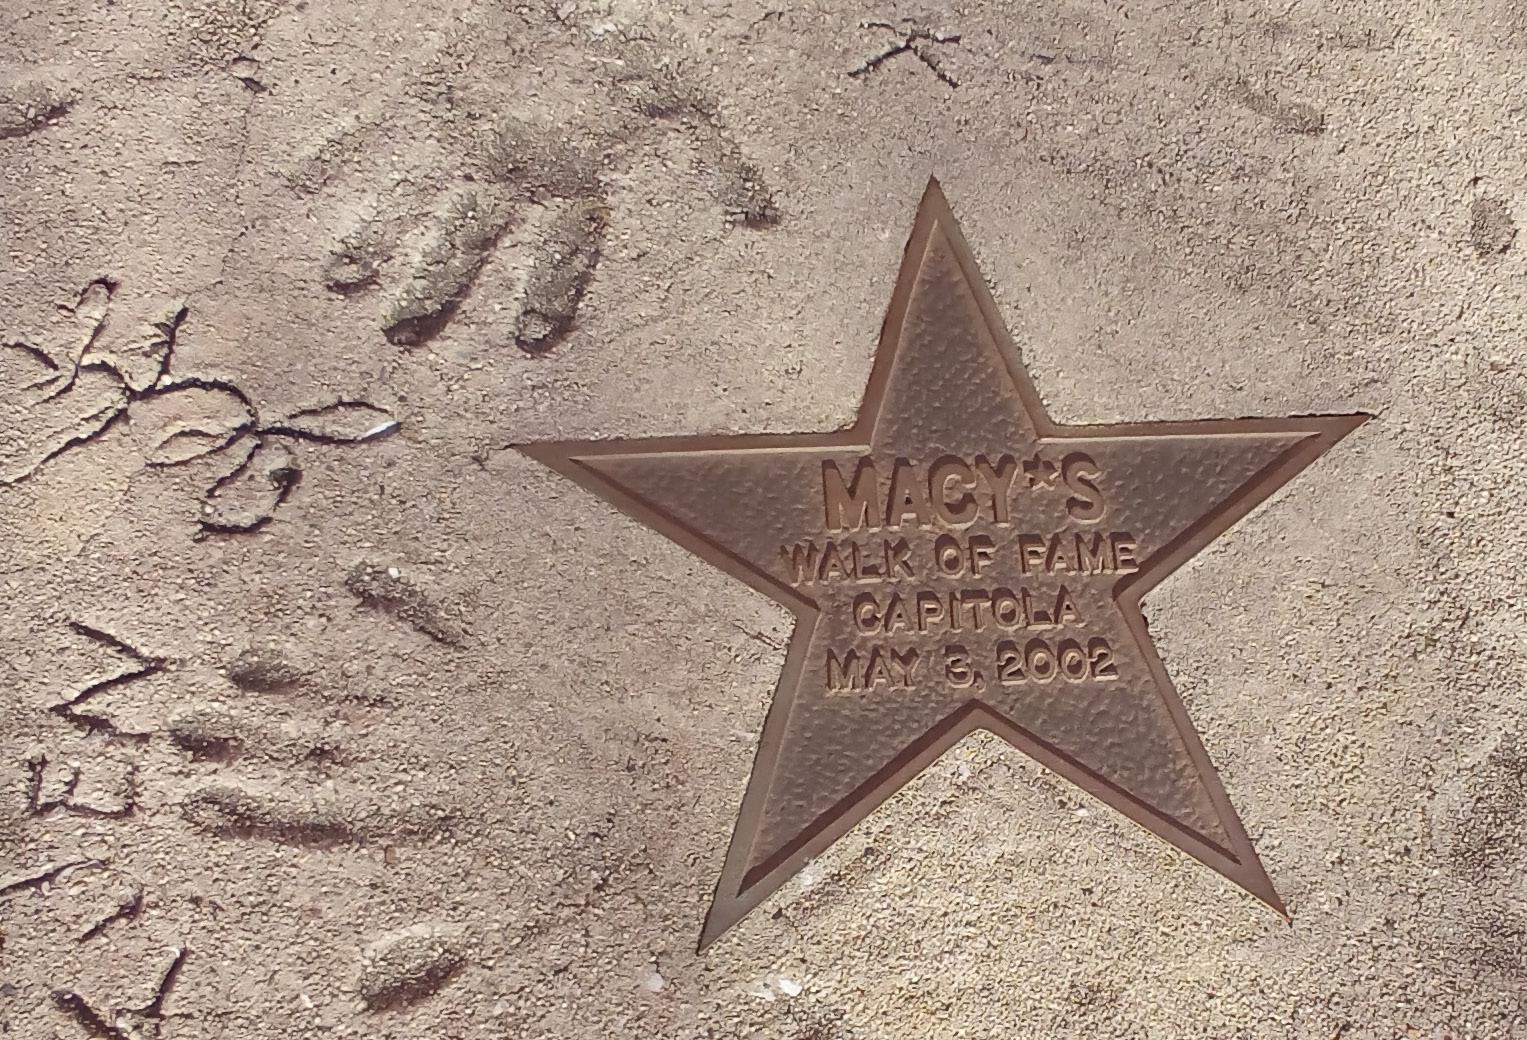 MACY*S
WALK OF FAME
CAPITOLA
MAY 3, 2002